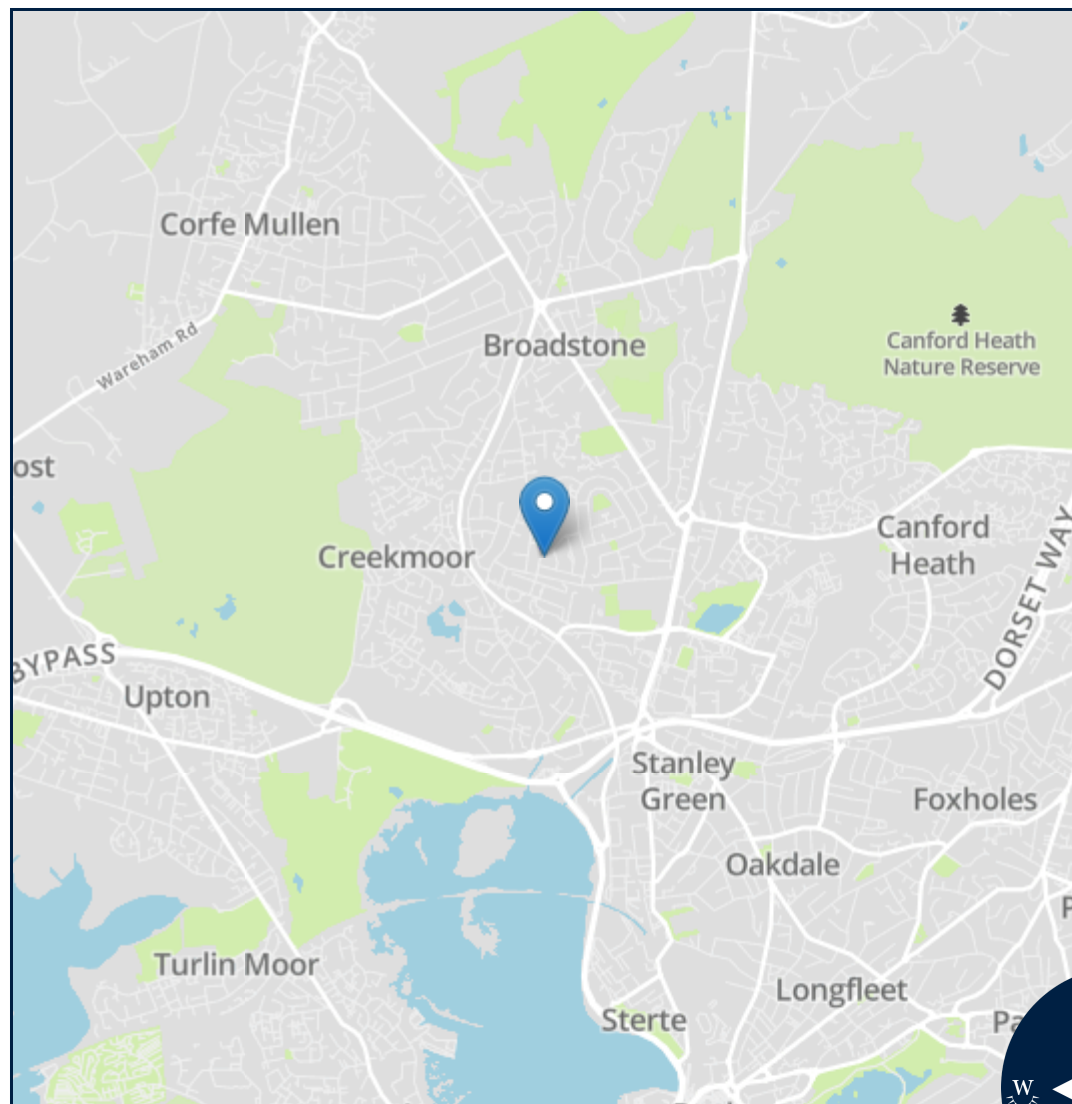 Corfe Mullen
Wareham Rd
Broadstone
Canford Heath
Nature Reserve
ost
Creekmoor
Canford
Heath
DORSET WAY
BYPASS
Upton
Stanley
Green
Foxholes
Oakdale
P
Turlin Moor
Longfleet
Sterte
Pa
W